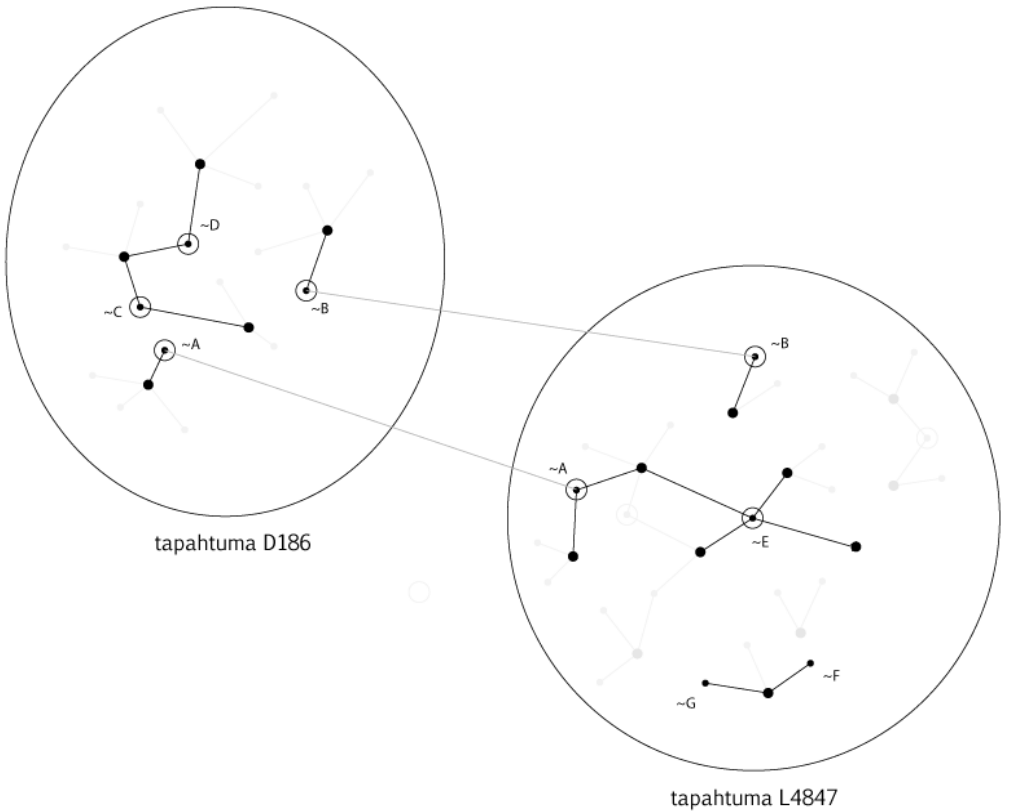 ~D
~B
~C
~A
tapahtuma D186
~B
~A
~E
~F
~G
tapahtuma L4847